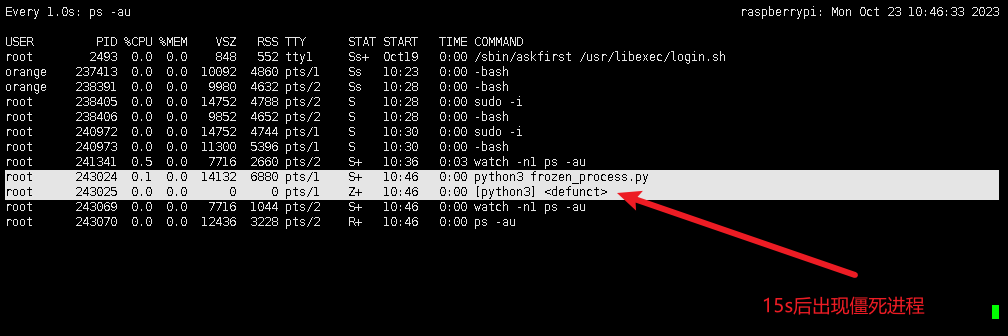 Every 1.0s: ps -au raspberrypi: Mon Oct 23 10:46:33 2023
USER PID %CPU %MEM VSZ RSS TTY STAT START TIME COMMAND
root 2493 0.0 0.0 848 552 tty1 Ss+ Oct19 0:00 /sbin/askfirst /usr/libexec/login.sh
orange 237413 0.0 0.0 10092 4860 pts/1 Ss 10:23 0:00 -bash
orange 238391 0.0 0.0 9980 4632 pts/2 Ss 10:28 0:00 -bash
root 238405 0.0 0.0 14752 4788 pts/2 S 10:28 0:00 sudo -i
root 238406 0.0 0.0 9852 4652 pts/2 S 10:28 0:00 -bash
root 240972 0.0 0.0 14752 4744 pts/1 S 10:30 0:00 sudo -i
root 240973 0.0 0.0 11300 5396 pts/1 S 10:30 0:00 -bash
root 241341 0.5 0.0 7716 2660 pts/2 S+ 10:36 0:03 watch -n1 ps -au
root 243024 0.1 0.0 14132 6880 pts/1 S+ 10:46 0:00 python3 frozen_process.py
root 243025 0.0 0.0 0 0 pts/1 Z+ 10:46 0:00 [python3] <defunct>
root 243069 0.0 0.0 7716 1044 pts/2 S+ 10:46 0:00 watch -n1 ps -au
root 243070 0.0 0.0 12436 3228 pts/2 R+ 10:46 0:00 ps -au
15s后出现僵死进程